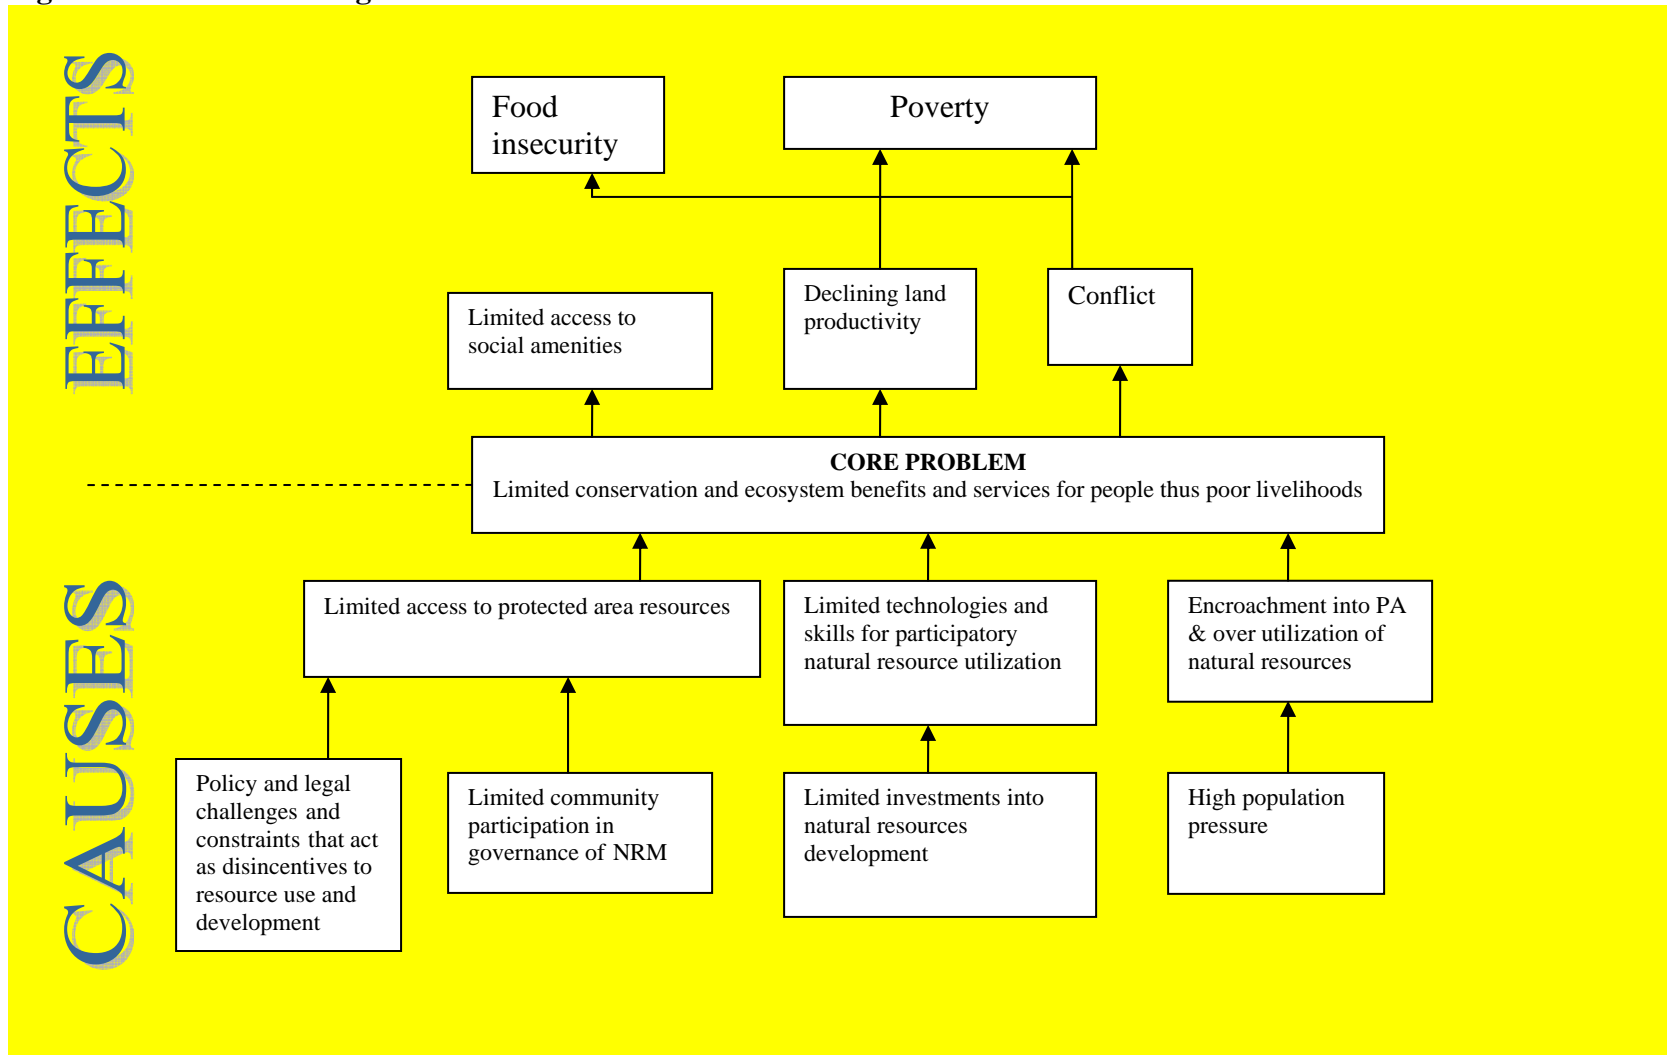 EFFECTS
Food
insecurity
Poverty
Limited access to
social amenities
Declining land
productivity
Conflict
CORE PROBLEM
Limited conservation and ecosystem benefits and services for people thus poor livelihoods
CAUSES
Limited access to protected area resources
Limited technologies and
skills for participatory
natural resource utilization
Encroachment into PA
& over utilization of
natural resources
Policy and legal
challenges and
constraints that act
as disincentives to
resource use and
development
Limited community
participation in
governance of NRM
Limited investments into
natural resources
development
High population
pressure